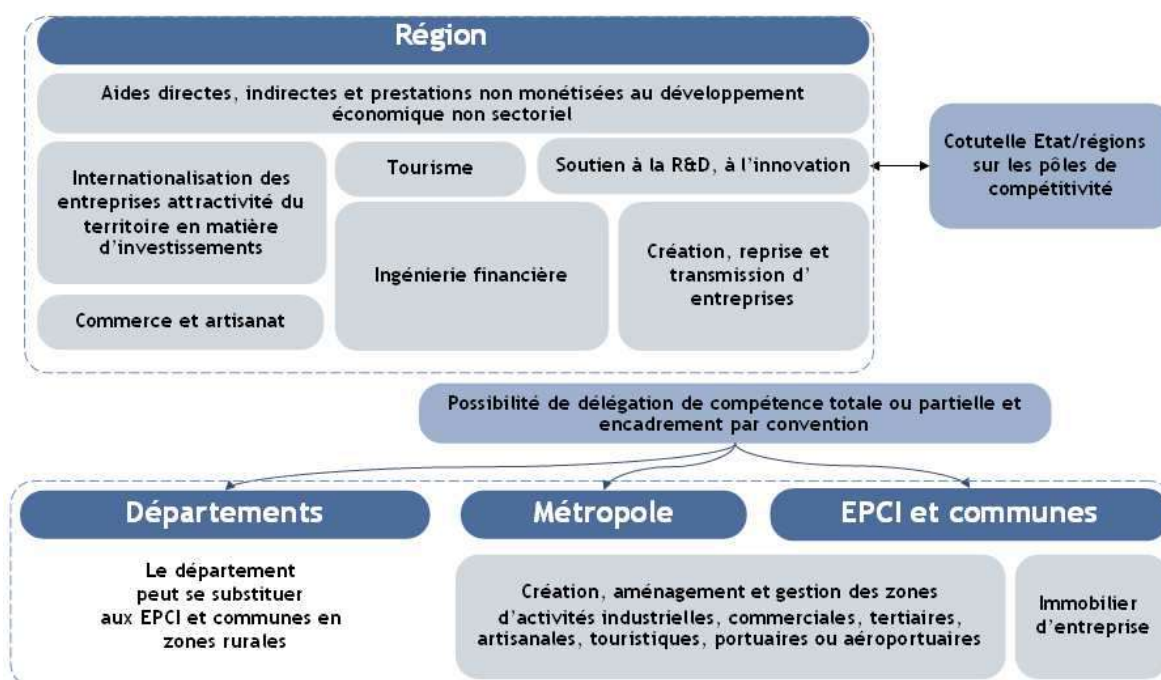 Région
Aides directes, indirectes et prestations non monétisées au développement
économique non sectoriel
Internationalisation des
entreprises attractivité du
territoire en matière
d'investissements
Tourisme
Soutien à la R&D, à l'innovation
Cotutelle Etat/régions
sur les pôles de
compétitivité
Ingénierie financière
Création, reprise et
transmission d'
entreprises
Commerce et artisanat
Possibilité de délégation de compétence totale ou partielle et
encadrement par convention
Départements
Métropole
EPCI et communes
Le département
peut se substituer
aux EPCI et communes en
zones rurales
Création, aménagement et gestion des zones
d'activités industrielles, commerciales, tertiaires,
artisanales, touristiques, portuaires ou aéroportuaires
Immobilier
d'entreprise